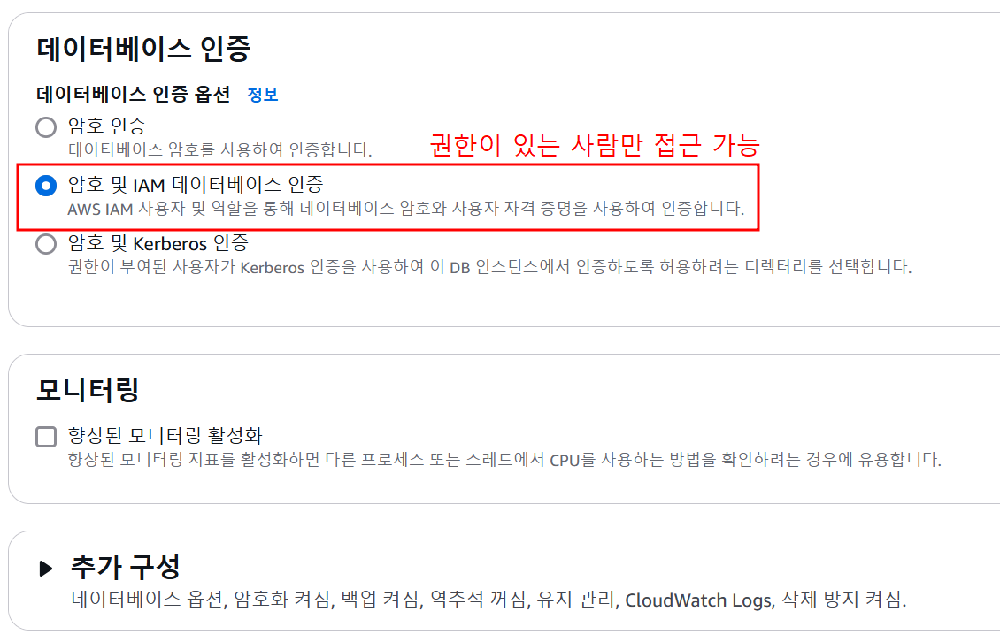 데이터베이스 인증
데이터베이스 인증 옵션 정보
암호 인증
데이터베이스 암호를 사용하여 인증합니다.
권한이 있는 사람만 접근 가능
암호 및 IAM 데이터베이스 인증
AWS IAM 사용자 및 역할을 통해 데이터베이스 암호와 사용자 자격 증명을 사용하여 인증합니다.
암호 및 Kerberos 인증
권한이 부여된 사용자가 Kerberos 인증을 사용하여 이 DB 인스턴스에서 인증하도록 허용하려는 디렉터리를 선택합니다.
모니터링
향상된 모니터링 활성화
향상된 모니터링 지표를 활성화하면 다른 프로세스 또는 스레드에서 CPU를 사용하는 방법을 확인하려는 경우에 유용합니다.
추가 구성
데이터베이스 옵션, 암호화 켜짐, 백업 켜짐, 역추적 꺼짐, 유지 관리, CloudWatch Logs, 삭제 방지 켜짐.